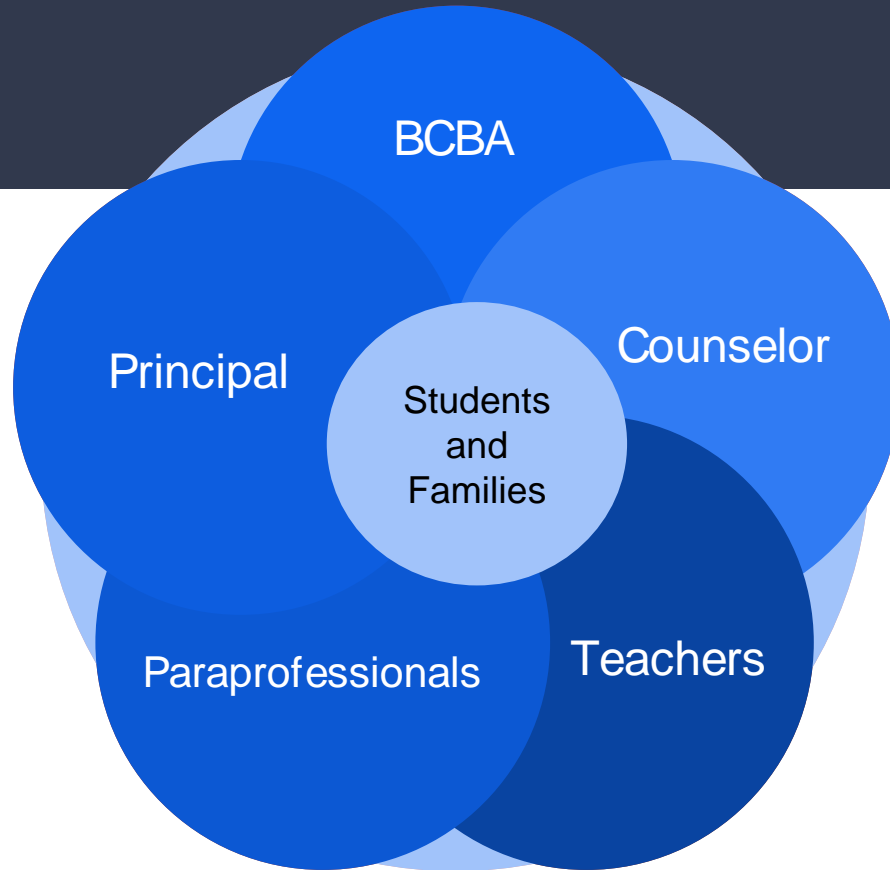 BCBA
Counselor
Principal
Students
and
Families
Teachers
Paraprofessionals